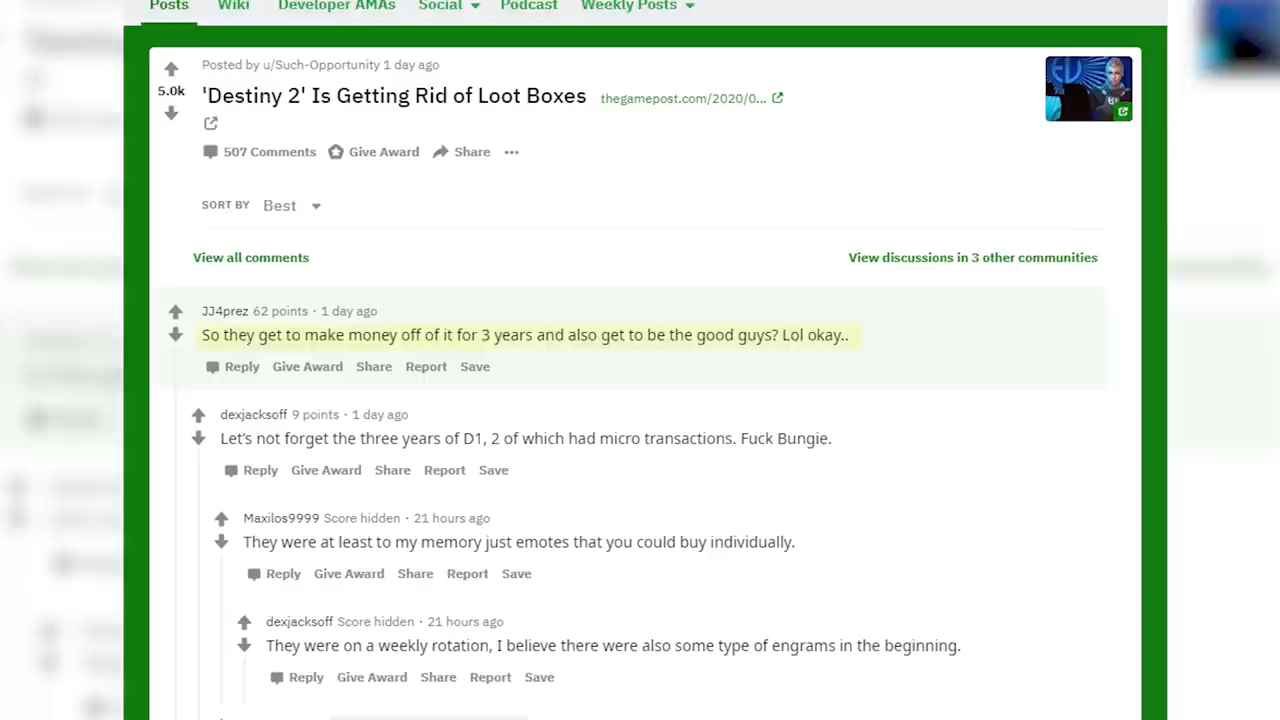 Posts Wiki Developer AMAs Social Podcast Weekly Posts
Posted by u/Such-Opportunity 1 day ago
5.0k
'Destiny 2' Is Getting Rid of Loot Boxes thegamepost.com/2020/0...
507 Comments Give Award Share
SORT BY Best
View all comments View discussions in 3 other communities
JJ4prez 62 points · 1 day ago
So they get to make money off of it for 3 years and also get to be the good guys? Lol okay..
Reply Give Award Share Report Save
dexjacksoff 9 points · 1 day ago
Let's not forget the three years of D1, 2 of which had micro transactions. Fuck Bungie.
Reply Give Award Share Report Save
Maxilos9999 Score hidden · 21 hours ago
They were at least to my memory just emotes that you could buy individually.
Reply Give Award Share Report Save
dexjacksoff Score hidden · 21 hours ago
They were on a weekly rotation, I believe there were also some type of engrams in the beginning.
Reply Give Award Share Report Save